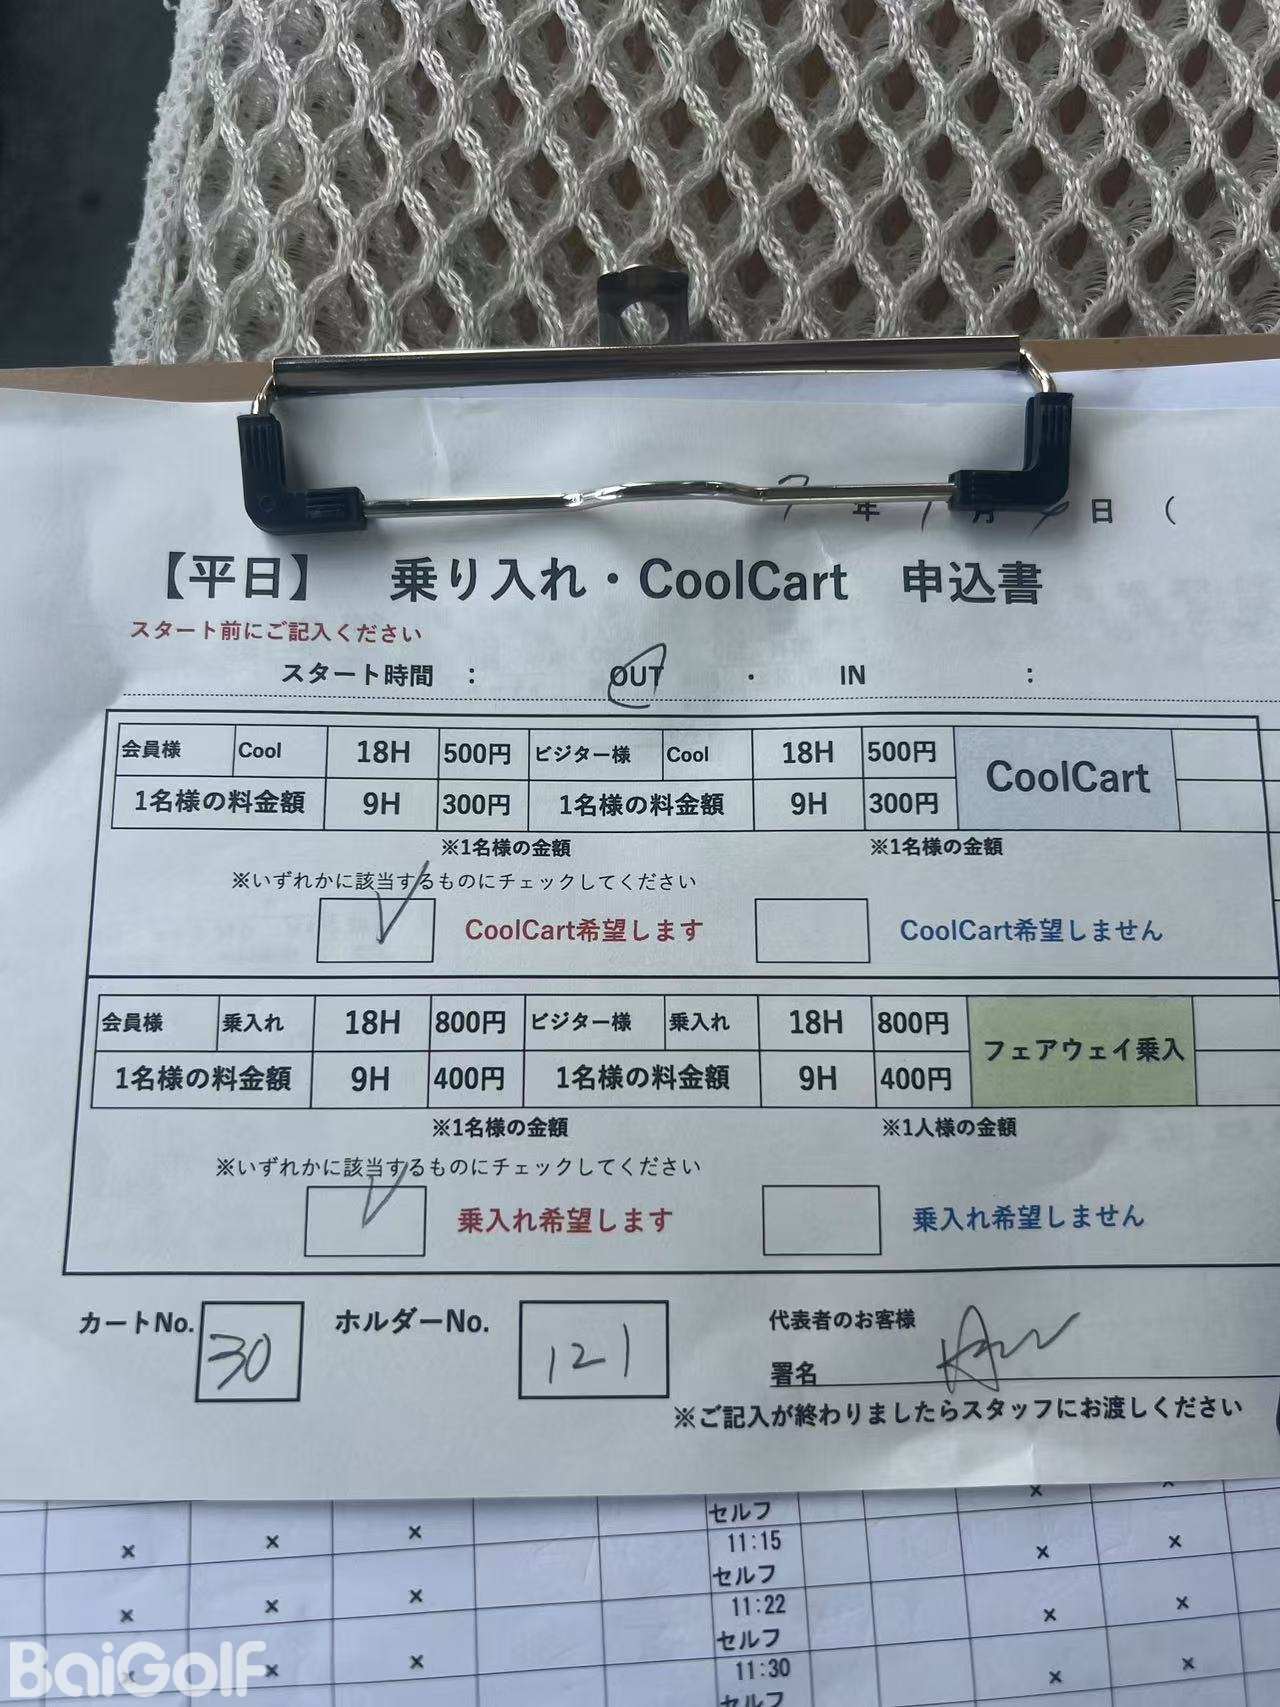 7年 月 日 (
【平日】 乗り入れ・CoolCart 申込書
スタート前にご記入ください
スタート時間 : OUT ・ IN :
会員様 Cool 18H 500円 ビジター様 Cool 18H 500円 CoolCart
1名様の料金額 9H 300円 1名様の料金額 9H 300円
※1名様の金額 ※1名様の金額
※いずれかに該当するものにチェックしてください
CoolCart希望します CoolCart希望しません
会員様 乗入れ 18H 800円 ビジター様 乗入れ 18H 800円 フェアウェイ乗入
1名様の料金額 9H 400円 1名様の料金額 9H 400円
※1名様の金額 ※1人様の金額
※いずれかに該当するものにチェックしてください
乗入れ希望します 乗入れ希望しません
カートNo. 30 ホルダーNo. 121 代表者のお客様
署名
※ご記入が終わりましたらスタッフにお渡しください
× セルフ ×
× × × 11:15 × ×
セルフ
× × × 11:22 × ×
セルフ
× × × 11:30 × ×
セルフ
BaiGolf